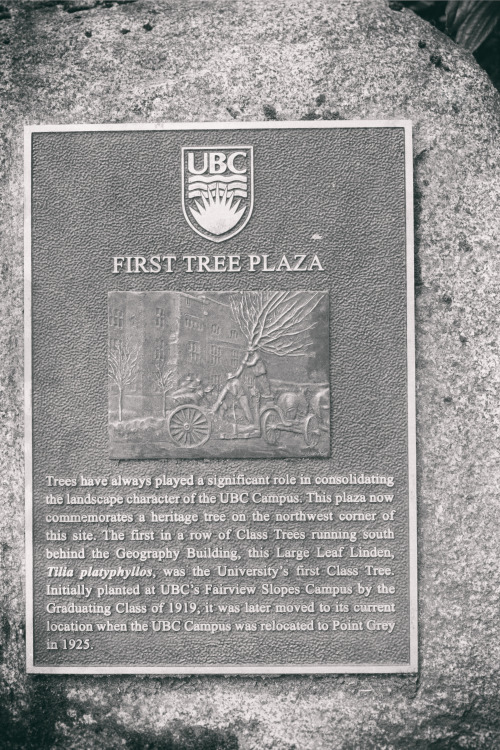 UBC
FIRST TREE PLAZA
Trees have always played a significant role in consolidating
the landscape character of the UBC Campus. This plaza now
commemorates a heritage tree on the northwest corner of
this site. The first in a row of Class Trees running south
behind the Geography Building, this Large Leaf Linden,
Tilia platyphyllos, was the University's first Class Tree.
Initially planted at UBC's Fairview Slopes Campus by the
Graduating Class of 1919, it was later moved to its current
location when the UBC Campus was relocated to Point Grey
in 1925.